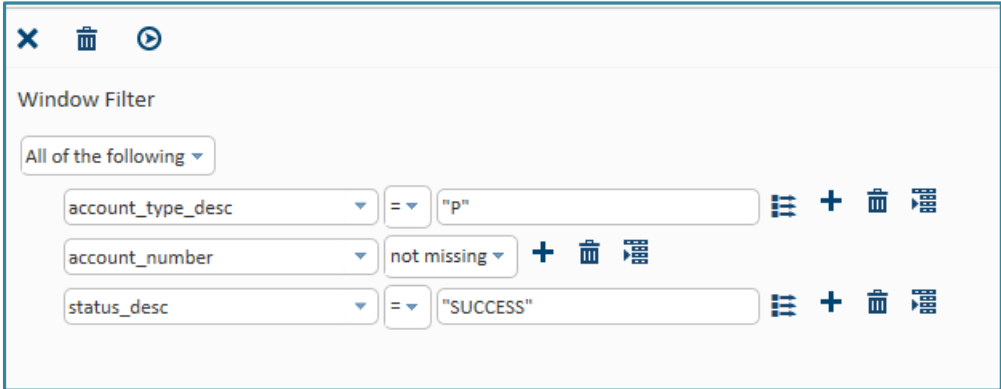 Window Filter
All of the following
account_type_desc = "P"
account_number not missing
status_desc = "SUCCESS"